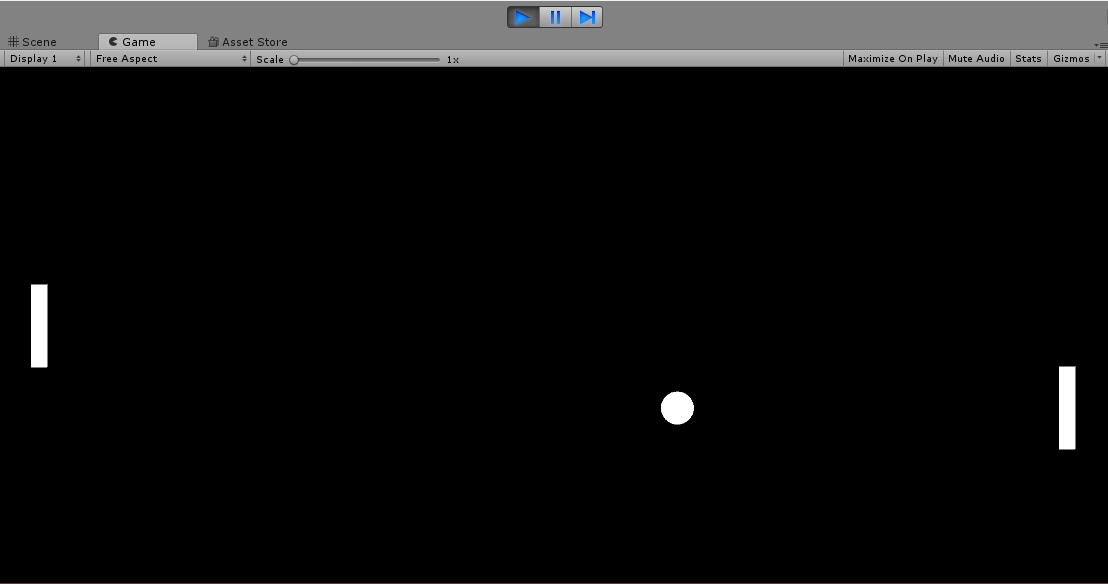 Scene Game Asset Store
Display 1 Free Aspect Scale 1x Maximize On Play Mute Audio Stats Gizmos